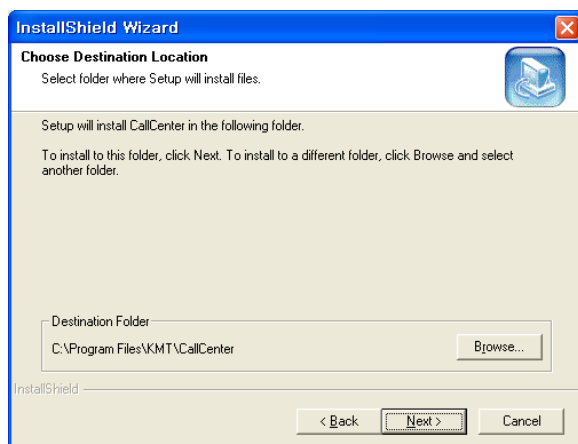 InstallShield Wizard
Choose Destination Location
Select folder where Setup will install files.
Setup will install CallCenter in the following folder.
To install to this folder, click Next. To install to a different folder, click Browse and select
another folder.
Destination Folder
C:\Program Files\KMT\CallCenter
Browse...
InstallShield
< Back
Next >
Cancel